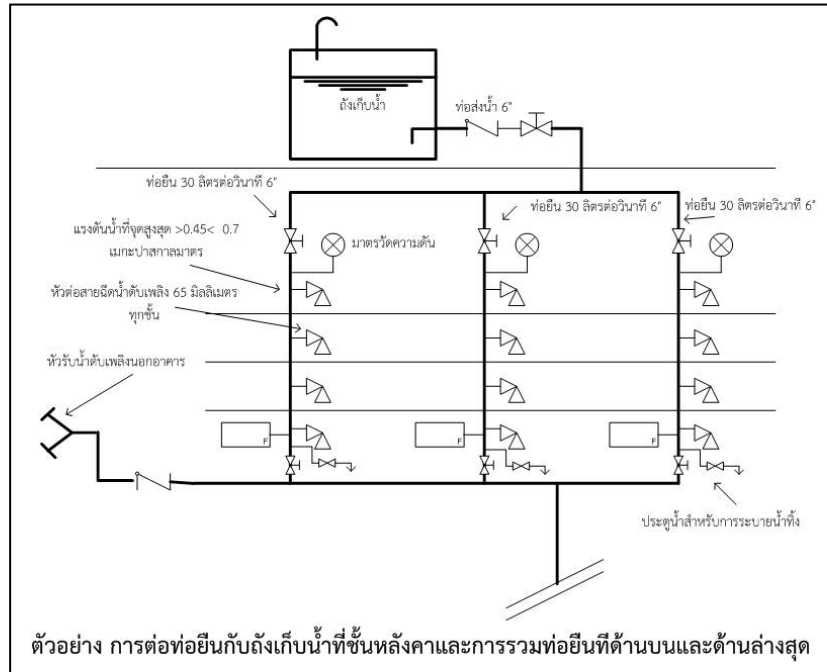 ถังเก็บน้ำ
ท่อส่งน้ำ 6"
ท่อยืน 30 ลิตรต่อวินาที 6"
ท่อยืน 30 ลิตรต่อวินาที 6"
ท่อยืน 30 ลิตรต่อวินาที 6"
แรงดันน้ำที่จุดสูงสุด >0.45< 0.7
เมกะปาสกาลมาตร
มาตรวัดความดัน
หัวต่อสายฉีดน้ำดับเพลิง 65 มิลลิเมตร
ทุกชั้น
หัวรับน้ำดับเพลิงนอกอาคาร
F
F
F
ประตูน้ำสำหรับการระบายน้ำทิ้ง
ตัวอย่าง การต่อท่อยืนกับถังเก็บน้ำที่ชั้นหลังคาและการรวมท่อยืนที่ด้านบนและด้านล่างสุด